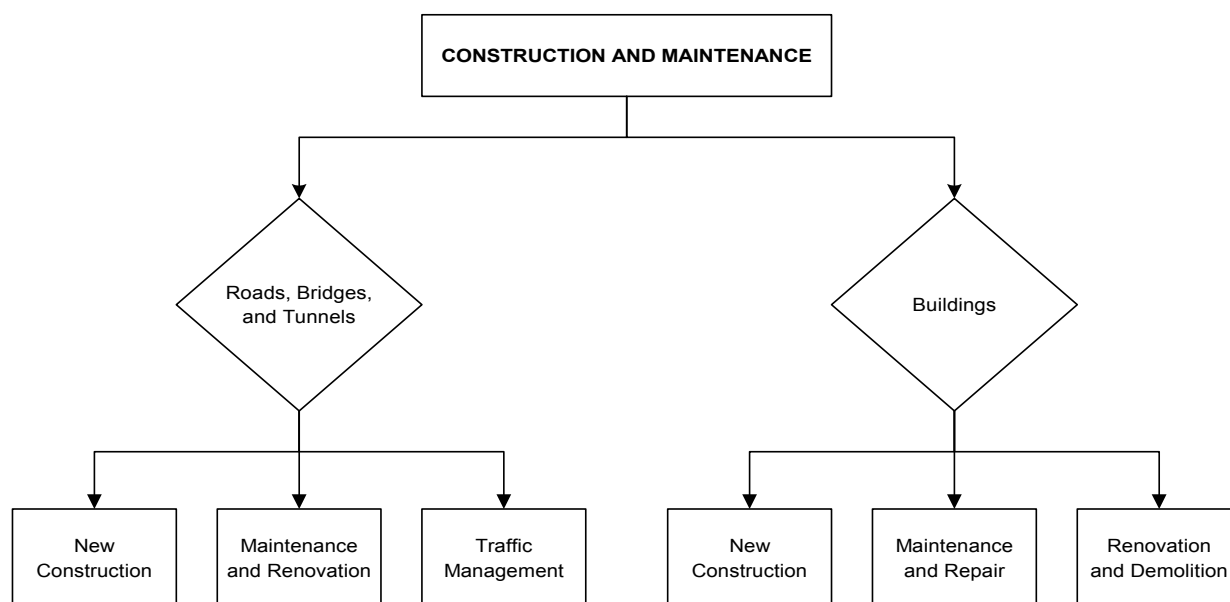 CONSTRUCTION AND MAINTENANCE
Roads, Bridges,
and Tunnels
Buildings
New
Construction
Maintenance
and Renovation
Traffic
Management
New
Construction
Maintenance
and Repair
Renovation
and Demolition